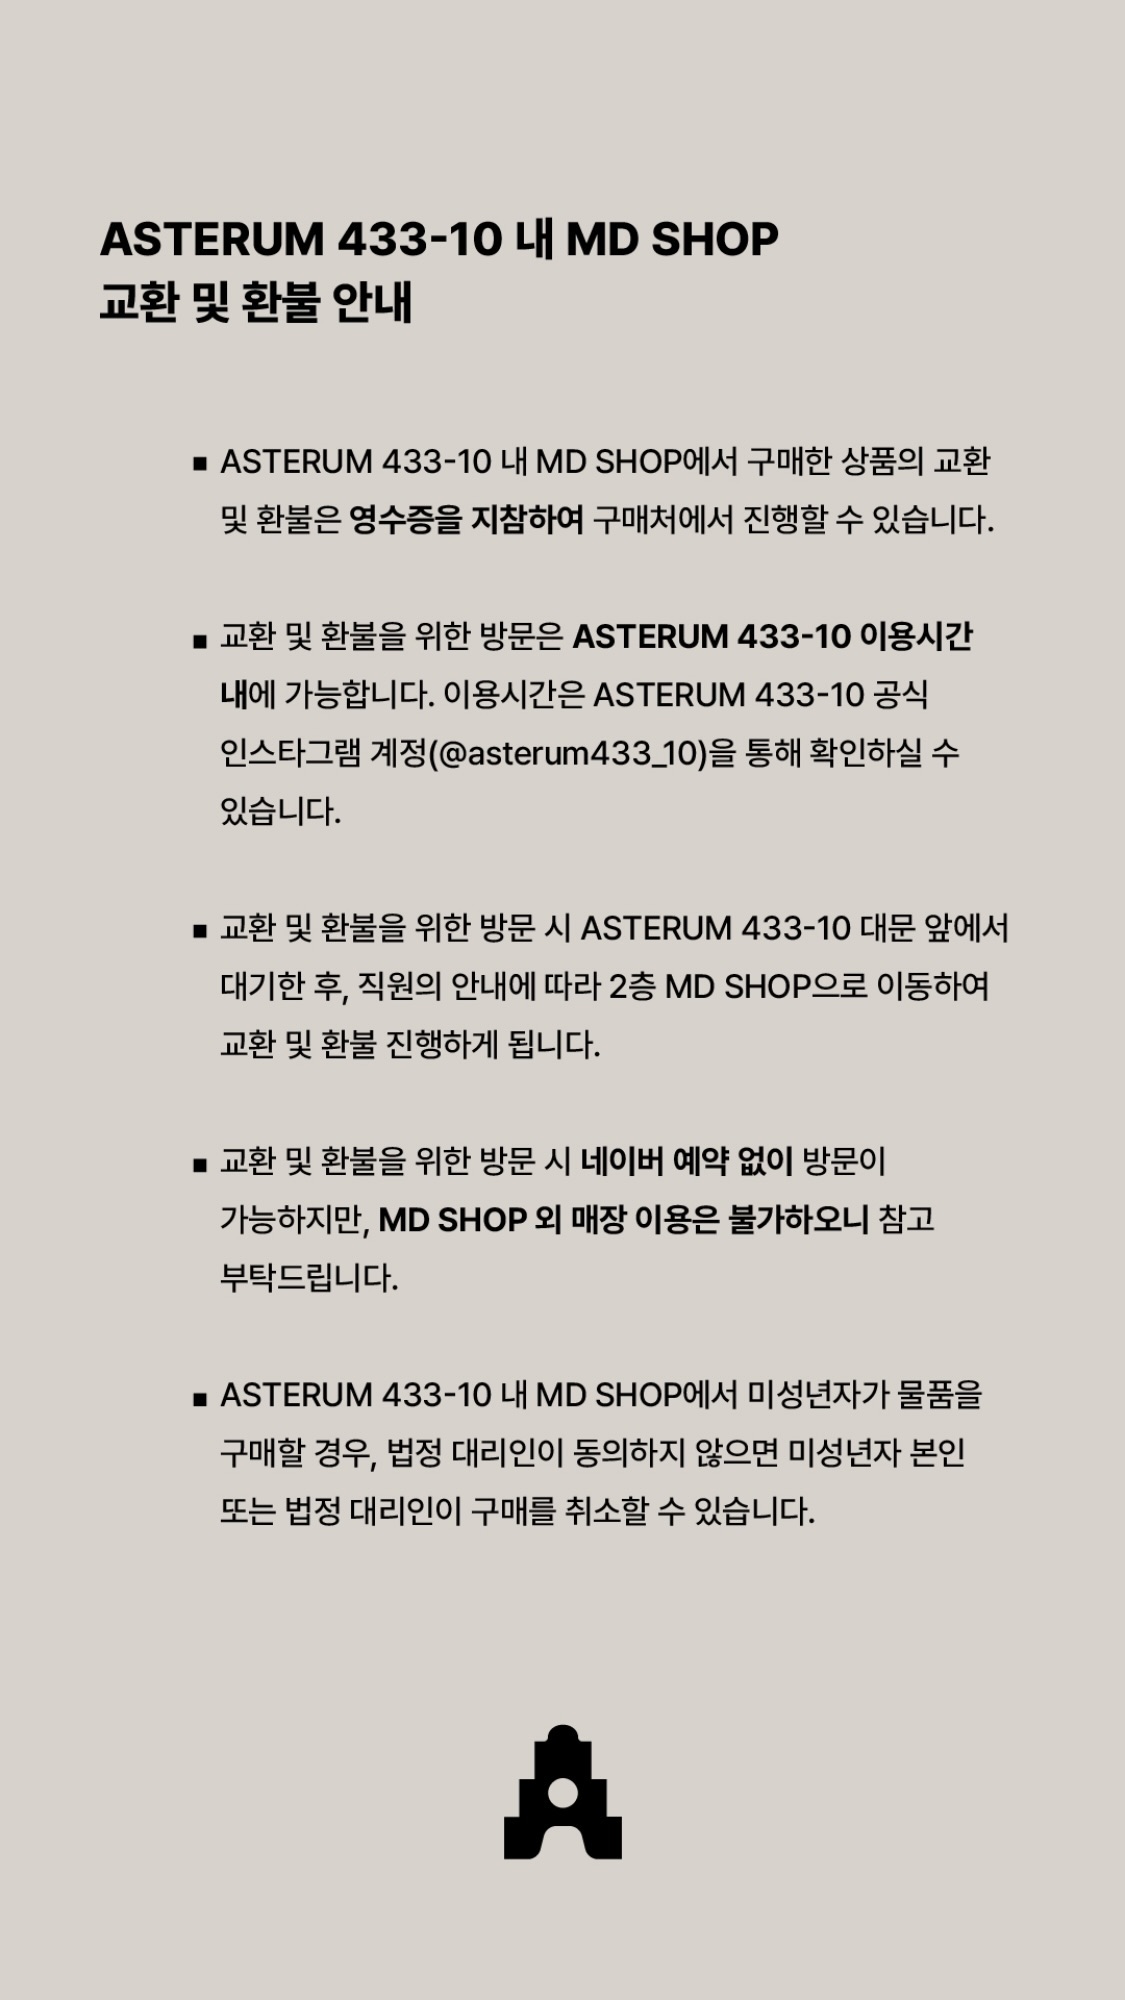 ASTERUM 433-10 내 MD SHOP
교환 및 환불 안내
▪ ASTERUM 433-10 내 MD SHOP에서 구매한 상품의 교환
및 환불은 영수증을 지참하여 구매처에서 진행할 수 있습니다.
▪ 교환 및 환불을 위한 방문은 ASTERUM 433-10 이용시간
내에 가능합니다. 이용시간은 ASTERUM 433-10 공식
인스타그램 계정(@asterum433_10)을 통해 확인하실 수
있습니다.
▪ 교환 및 환불을 위한 방문 시 ASTERUM 433-10 대문 앞에서
대기한 후, 직원의 안내에 따라 2층 MD SHOP으로 이동하여
교환 및 환불 진행하게 됩니다.
▪ 교환 및 환불을 위한 방문 시 네이버 예약 없이 방문이
가능하지만, MD SHOP 외 매장 이용은 불가하오니 참고
부탁드립니다.
▪ ASTERUM 433-10 내 MD SHOP에서 미성년자가 물품을
구매할 경우, 법정 대리인이 동의하지 않으면 미성년자 본인
또는 법정 대리인이 구매를 취소할 수 있습니다.